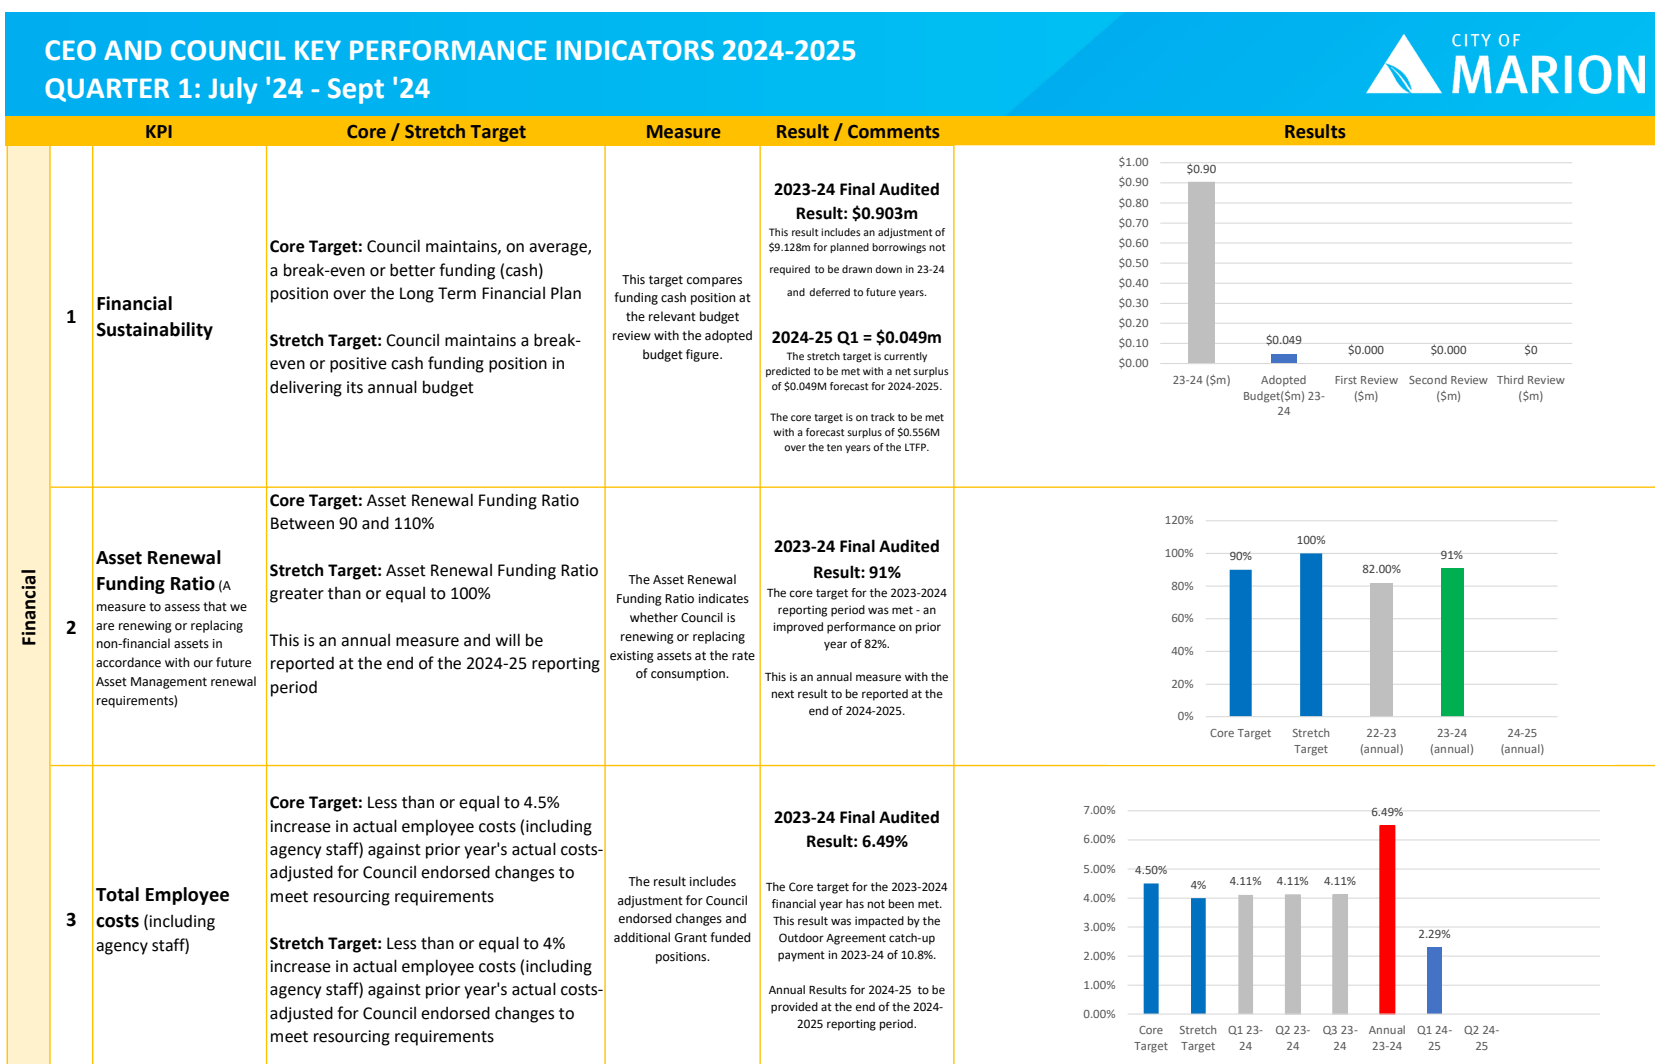 CEO AND COUNCIL KEY PERFORMANCE INDICATORS 2024-2025
QUARTER 1: July '24 - Sept '24
CITY OF
MARION
KPI
Core / Stretch Target
Measure
Result / Comments
Results
Financial
1
Financial
Sustainability
Core Target: Council maintains, on average,
a break-even or better funding (cash)
position over the Long Term Financial Plan
Stretch Target: Council maintains a break-
even or positive cash funding position in
delivering its annual budget
This target compares
funding cash position at
the relevant budget
review with the adopted
budget figure.
2023-24 Final Audited
Result: $0.903m
This result includes an adjustment of
$9.128m for planned borrowings not
required to be drawn down in 23-24
and deferred to future years.
2024-25 Q1 = $0.049m
The stretch target is currently
predicted to be met with a net surplus
of $0.049M forecast for 2024-2025.
The core target is on track to be met
with a forecast surplus of $0.556M
over the ten years of the LTFP.
$1.00
$0.90
$0.80
$0.70
$0.60
$0.50
$0.40
$0.30
$0.20
$0.10
$0.00
$0.90
$0.049
$0.000
$0.000
$0
23-24 ($m)
Adopted
Budget($m) 23-
24
First Review
($m)
Second Review
($m)
Third Review
($m)
2
Asset Renewal
Funding Ratio (A
measure to assess that we
are renewing or replacing
non-financial assets in
accordance with our future
Asset Management renewal
requirements)
Core Target: Asset Renewal Funding Ratio
Between 90 and 110%
Stretch Target: Asset Renewal Funding Ratio
greater than or equal to 100%
This is an annual measure and will be
reported at the end of the 2024-25 reporting
period
The Asset Renewal
Funding Ratio indicates
whether Council is
renewing or replacing
existing assets at the rate
of consumption.
2023-24 Final Audited
Result: 91%
The core target for the 2023-2024
reporting period was met - an
improved performance on prior
year of 82%.
This is an annual measure with the
next result to be reported at the
end of 2024-2025.
120%
100%
80%
60%
40%
20%
0%
90%
100%
82.00%
91%
Core Target
Stretch
Target
22-23
(annual)
23-24
(annual)
24-25
(annual)
3
Total Employee
costs (including
agency staff)
Core Target: Less than or equal to 4.5%
increase in actual employee costs (including
agency staff) against prior year's actual costs-
adjusted for Council endorsed changes to
meet resourcing requirements
Stretch Target: Less than or equal to 4%
increase in actual employee costs (including
agency staff) against prior year's actual costs-
adjusted for Council endorsed changes to
meet resourcing requirements
The result includes
adjustment for Council
endorsed changes and
additional Grant funded
positions.
2023-24 Final Audited
Result: 6.49%
The Core target for the 2023-2024
financial year has not been met.
This result was impacted by the
Outdoor Agreement catch-up
payment in 2023-24 of 10.8%.
Annual Results for 2024-25 to be
provided at the end of the 2024-
2025 reporting period.
7.00%
6.00%
5.00%
4.00%
3.00%
2.00%
1.00%
0.00%
4.50%
4%
4.11%
4.11%
4.11%
6.49%
2.29%
Core
Target
Stretch
Target
Q1 23-
24
Q2 23-
24
Q3 23-
24
Annual
23-24
Q1 24-
25
Q2 24-
25